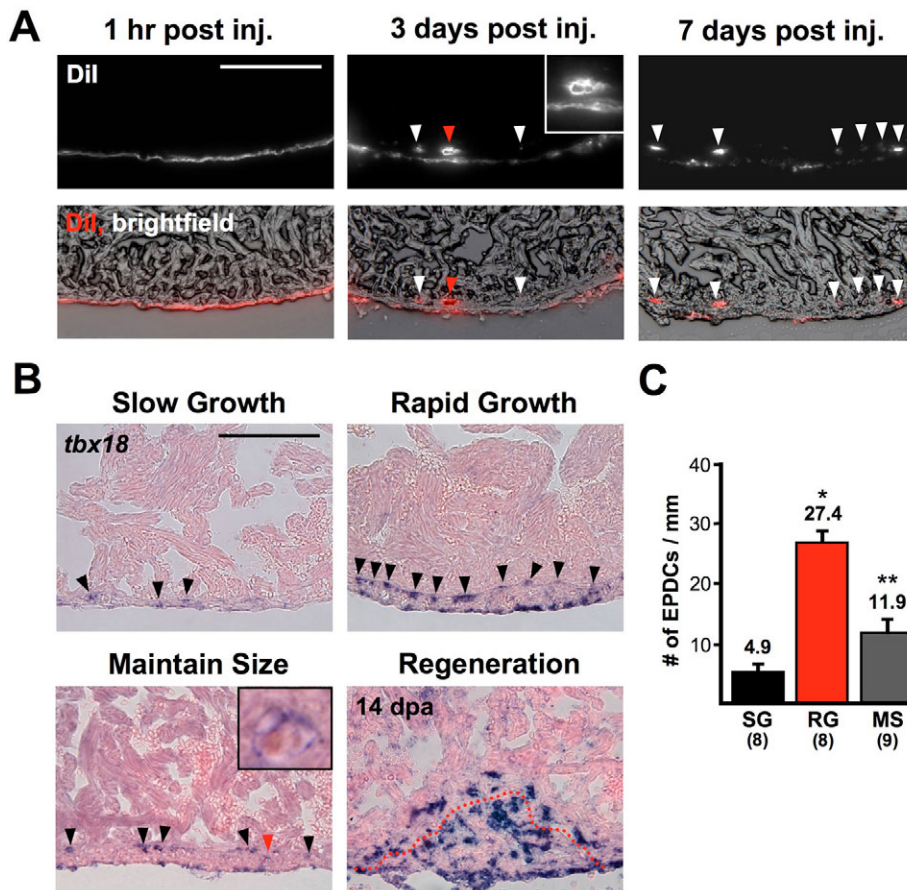 A
1 hr post inj.
3 days post inj.
7 days post inj.
DiI
DiI, brightfield
B
Slow Growth
Rapid Growth
tbx18
Maintain Size
Regeneration
14 dpa
C
# of EPDCs / mm
40
30
20
10
4.9
*
27.4
**
11.9
SG
RG
MS
(8)
(8)
(9)